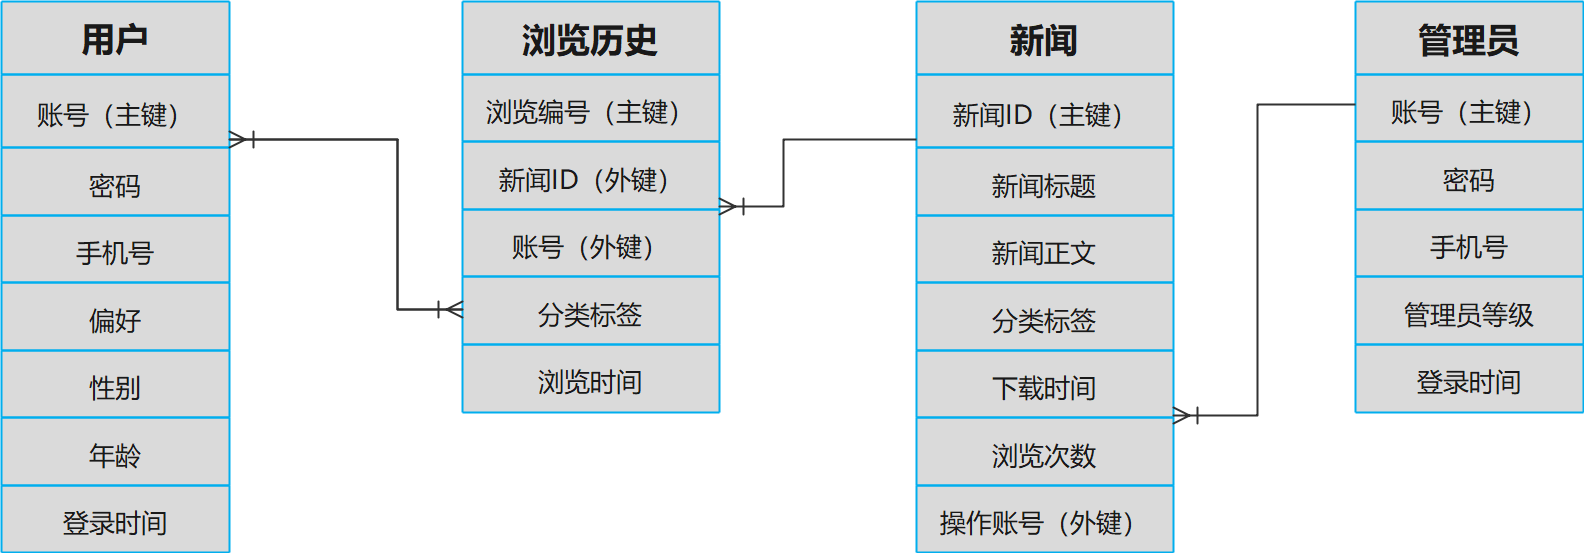 用户
账号（主键）
密码
手机号
偏好
性别
年龄
登录时间
浏览历史
浏览编号（主键）
新闻ID（外键）
账号（外键）
分类标签
浏览时间
新闻
新闻ID（主键）
新闻标题
新闻正文
分类标签
下载时间
浏览次数
操作账号（外键）
管理员
账号（主键）
密码
手机号
管理员等级
登录时间